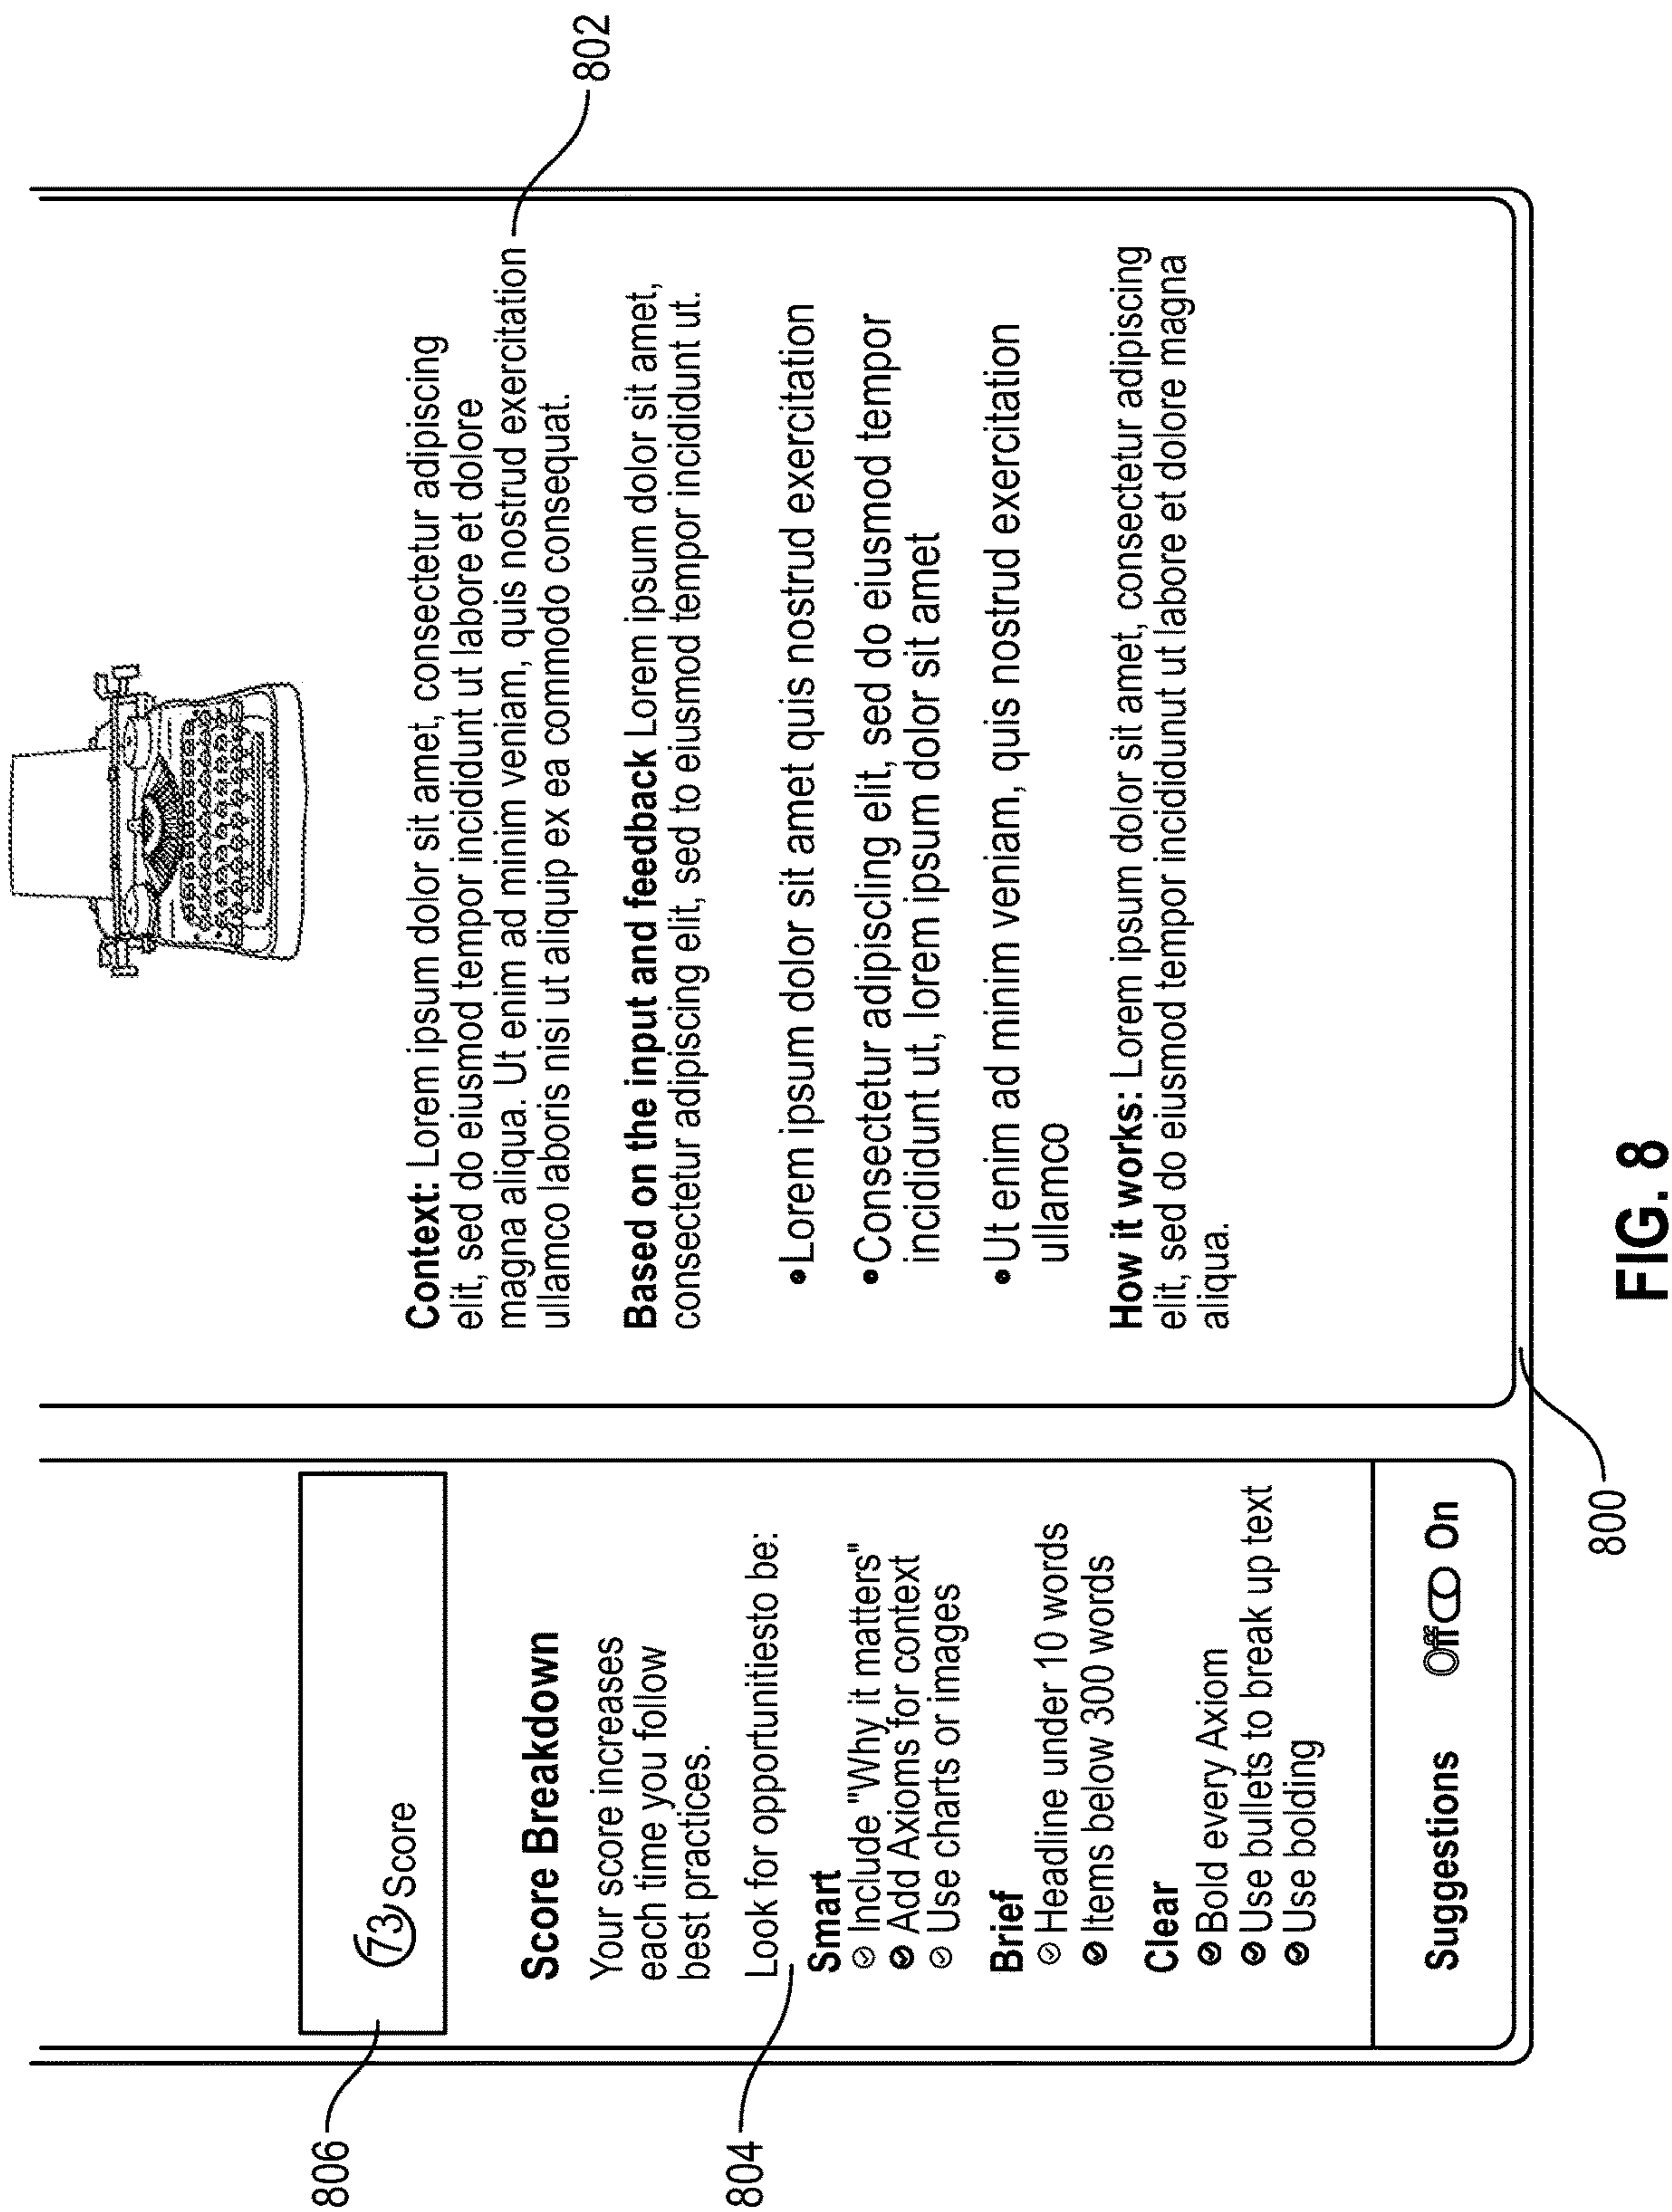 806
73 Score
Score Breakdown
Your score increases
each time you follow
best practices.
804
Look for opportunitiesto be:
Smart
Include "Why it matters"
Add Axioms for context
Use charts or images
Brief
Headline under 10 words
Items below 300 words
Clear
Bold every Axiom
Use bullets to break up text
Use bolding
Suggestions Off On
800
802
Context: Lorem ipsum dolor sit amet, consectetur adipiscing
elit, sed do eiusmod tempor incididunt ut labore et dolore
magna aliqua. Ut enim ad minim veniam, quis nostrud exercitation
ullamco laboris nisi ut aliquip ex ea commodo consequat.
Based on the input and feedback Lorem ipsum dolor sit amet,
consectetur adipiscing elit, sed to eiusmod tempor incididunt ut.
• Lorem ipsum dolor sit amet quis nostrud exercitation
• Consectetur adipiscling elit, sed do eiusmod tempor
incididunt ut, lorem ipsum dolor sit amet
• Ut enim ad minim veniam, quis nostrud exercitation
ullamco
How it works: Lorem ipsum dolor sit amet, consectetur adipiscing
elit, sed do eiusmod tempor incididunut ut labore et dolore magna
aliqua.
FIG. 8